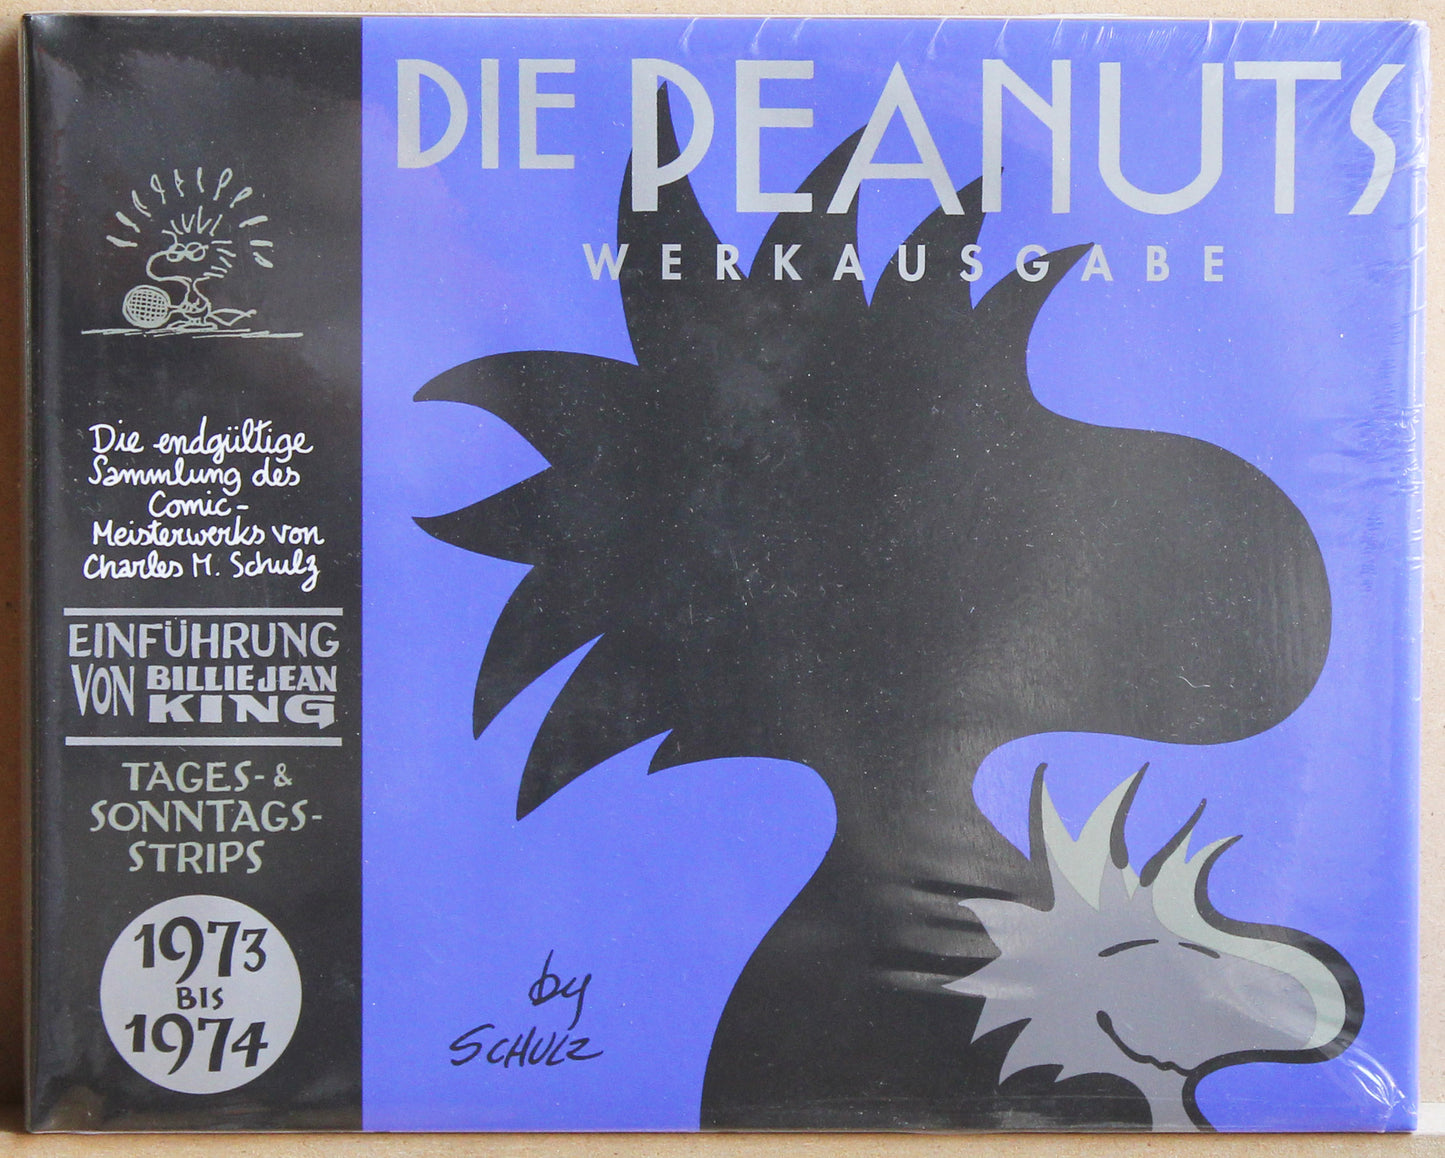 DIE PEANUTS
WERKAUSGABE
Die endgültige
Sammlung des
Comic-
Meisterwerks von
Charles M. Schulz
EINFÜHRUNG
VON BILLIE JEAN
KING
TAGES- &
SONNTAGS-
STRIPS
1973
BIS
1974
by
SCHULZ